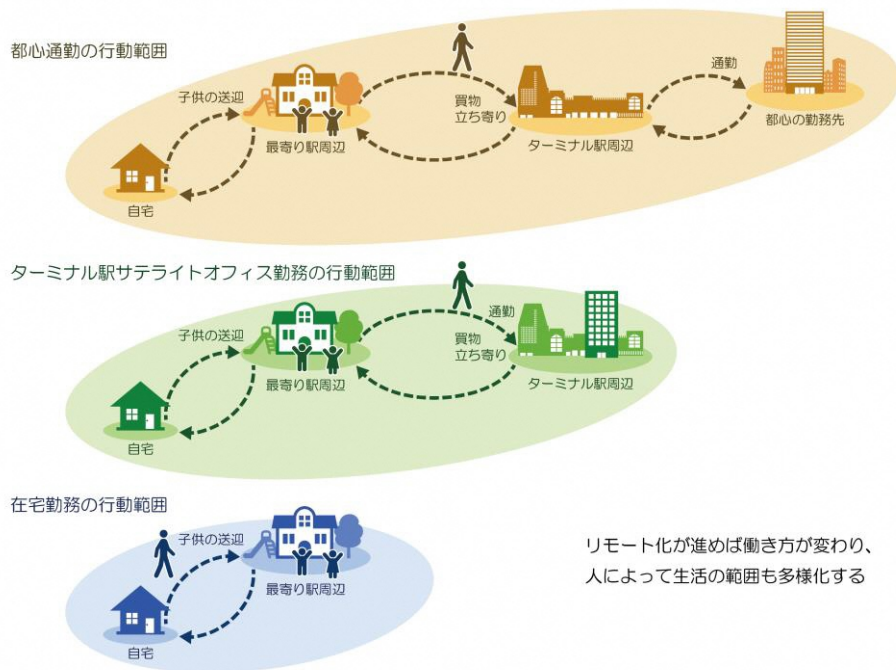 都心通勤の行動範囲
子供の送迎
最寄り駅周辺
自宅
買物
立ち寄り
ターミナル駅周辺
通勤
都心の勤務先
ターミナル駅サテライトオフィス勤務の行動範囲
子供の送迎
最寄り駅周辺
自宅
通勤
買物
立ち寄り
ターミナル駅周辺
在宅勤務の行動範囲
子供の送迎
最寄り駅周辺
自宅
リモート化が進めば働き方が変わり、
人によって生活の範囲も多様化する